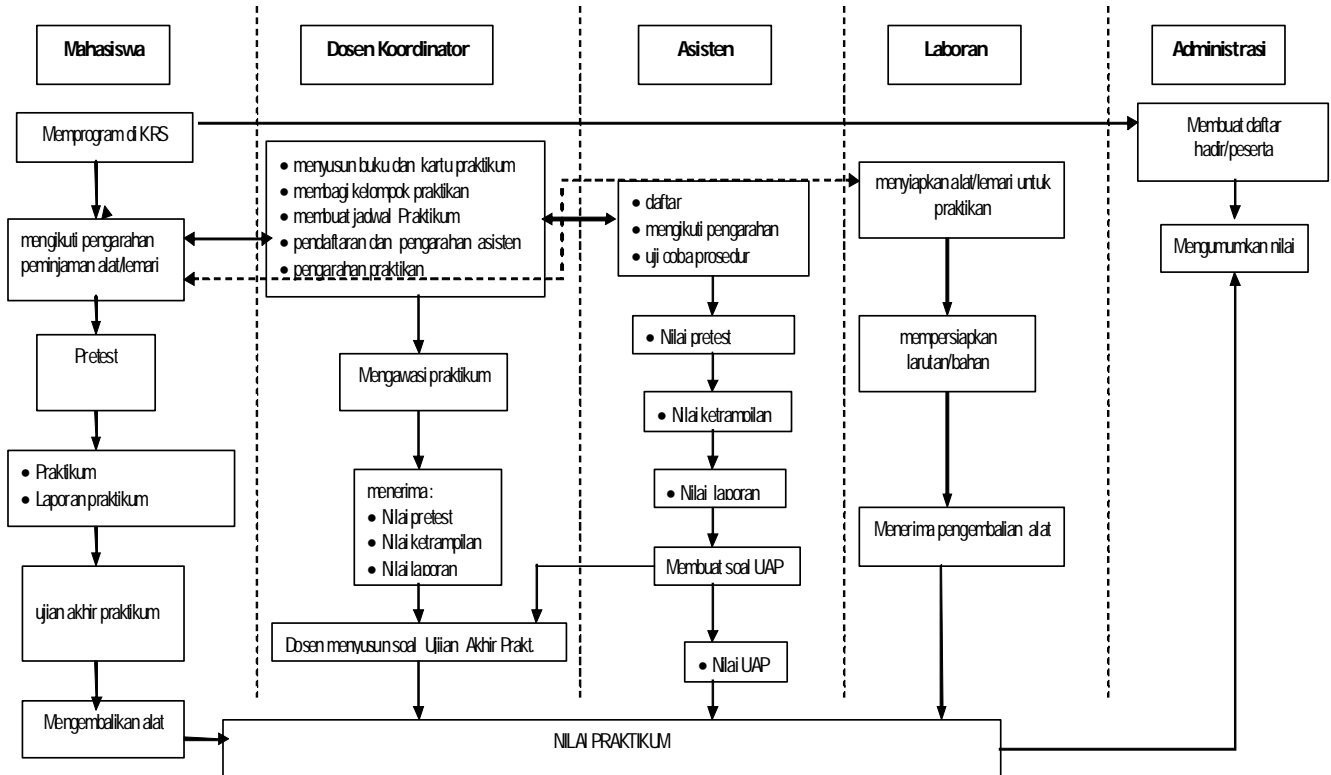 Mahasiswa
Dosen Koordinator
Asisten
Laboran
Administrasi
Memprogram di KRS
mengikuti pengarahan
peminjaman alat/lemari
Pretest
• Praktikum
• Laporan praktikum
ujian akhir praktikum
Mengembalikan alat
• menyusun buku dan kartu praktikum
• membagi kelompok praktikan
• membuat jadwal Praktikum
• pendaftaran dan pengarahan asisten
• pengarahan praktikan
Mengawasi praktikum
menerima :
• Nilai pretest
• Nilai ketrampilan
• Nilai laporan
Dosen menyusun soal Ujian Akhir Prakt.
• daftar
• mengikuti pengarahan
• uji coba prosedur
• Nilai pretest
• Nilai ketrampilan
• Nilai laporan
Membuat soal UAP
• Nilai UAP
menyiapkan alat/lemari untuk
praktikan
mempersiapkan
larutan/bahan
Menerima pengembalian alat
Membuat daftar
hadir/peserta
Mengumumkan nilai
NILAI PRAKTIKUM